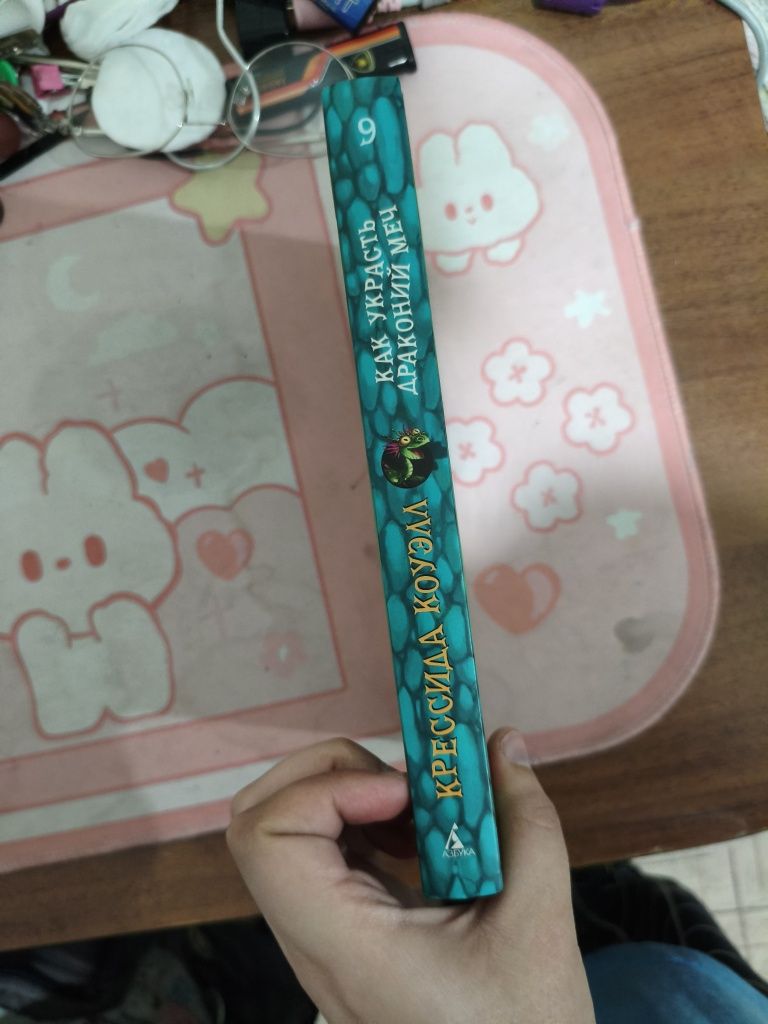 9
КАК УКРАСТЬ
ДРАКОНИЙ МЕЧ
КРЕССИДА КОУЭЛЛ
АЗБУКА